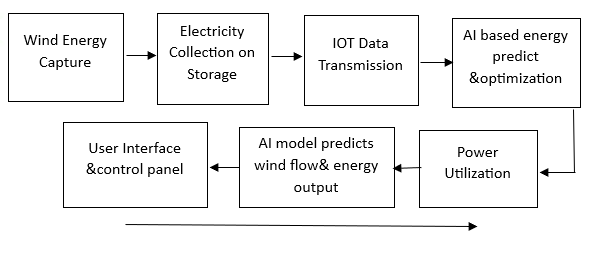 Wind Energy
Capture
Electricity
Collection on
Storage
IOT Data
Transmission
AI based energy
predict
&optimization
User Interface
&control panel
AI model predicts
wind flow& energy
output
Power
Utilization